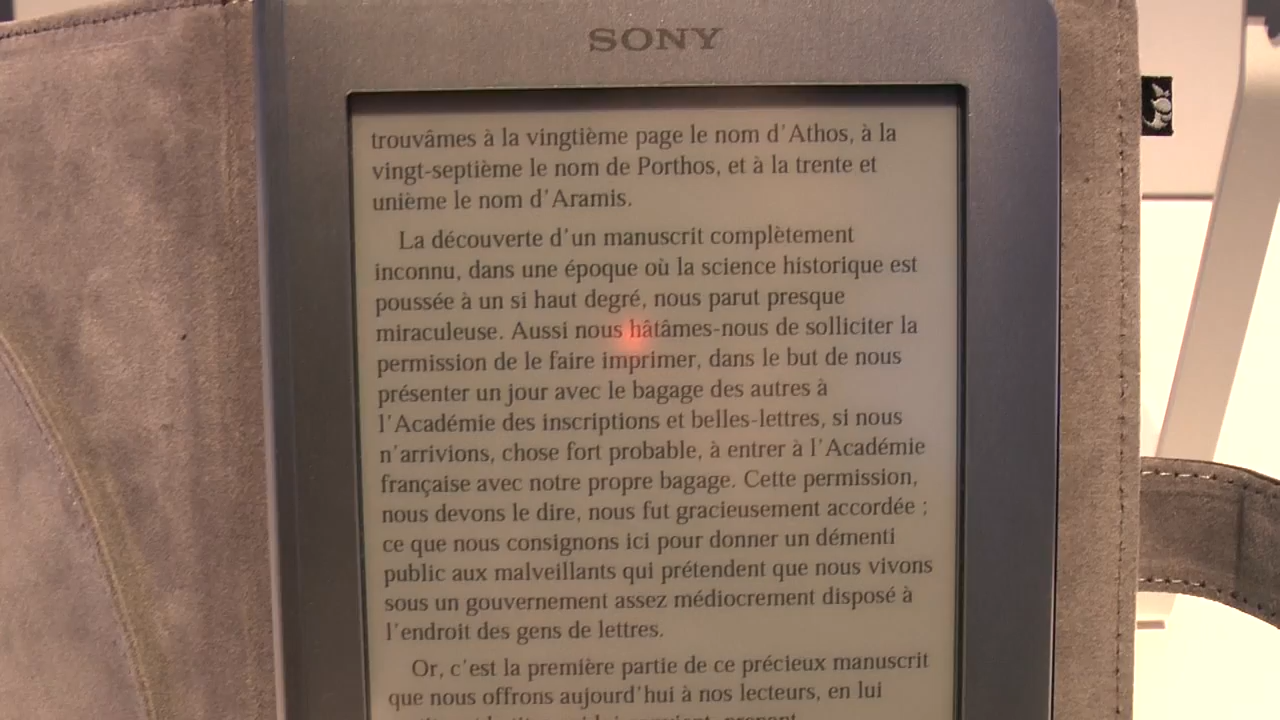 SONY
trouvâmes à la vingtième page le nom d'Athos, à la
vingt-septième le nom de Porthos, et à la trente et
unième le nom d'Aramis.
La découverte d'un manuscrit complètement
inconnu, dans une époque où la science historique est
poussée à un si haut degré, nous parut presque
miraculeuse. Aussi nous hâtâmes-nous de solliciter la
permission de le faire imprimer, dans le but de nous
présenter un jour avec le bagage des autres à
l'Académie des inscriptions et belles-lettres, si nous
n'arrivions, chose fort probable, à entrer à l'Académie
française avec notre propre bagage. Cette permission,
nous devons le dire, nous fut gracieusement accordée ;
ce que nous consignons ici pour donner un démenti
public aux malveillants qui prétendent que nous vivons
sous un gouvernement assez médiocrement disposé à
l'endroit des gens de lettres.
Or, c'est la première partie de ce précieux manuscrit
que nous offrons aujourd'hui à nos lecteurs, en lui